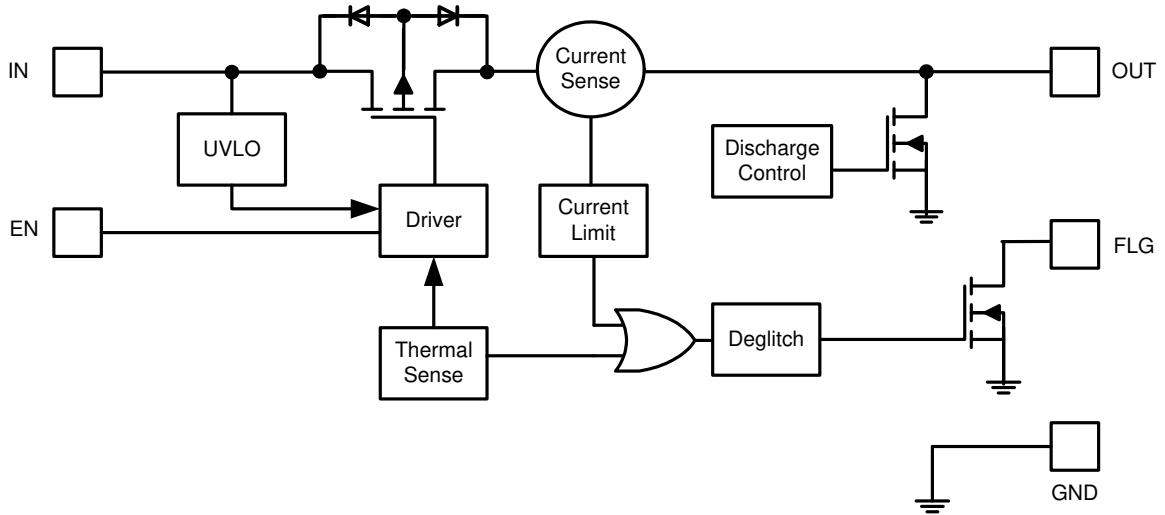 IN
Current
Sense
OUT
UVLO
Discharge
Control
EN
Driver
Current
Limit
FLG
Thermal
Sense
Deglitch
GND